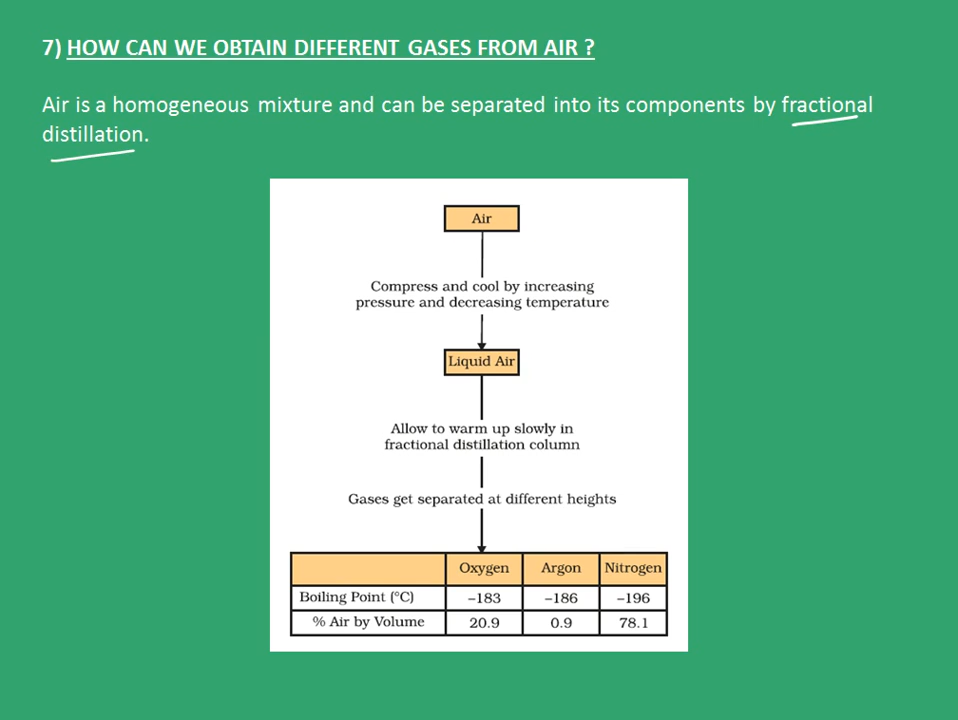 7) HOW CAN WE OBTAIN DIFFERENT GASES FROM AIR ?
Air is a homogeneous mixture and can be separated into its components by fractional
distillation.
Air
Compress and cool by increasing
pressure and decreasing temperature
Liquid Air
Allow to warm up slowly in
fractional distillation column
Gases get separated at different heights
Oxygen Argon Nitrogen
Boiling Point (°C) –183 –186 –196
% Air by Volume 20.9 0.9 78.1